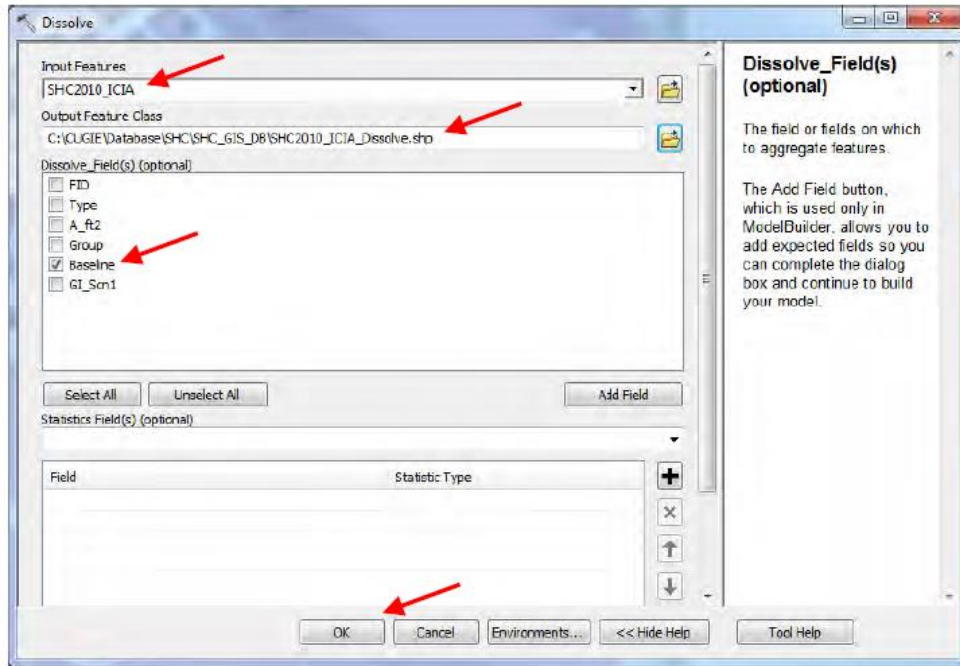 Dissolve
Input Features
SHC2010_ICIA
Output Feature Class
C:\CUGIE\Database\SHC\SHC_GIS_DB\SHC2010_ICIA_Dissolve.shp
Dissolve_Field(s) (optional)
FID
Type
A_ft2
Group
Baseline
GI_Scn1
Select All
Unselect All
Add Field
Statistics Field(s) (optional)
Field
Statistic Type
OK
Cancel
Environments...
<< Hide Help
Tool Help
Dissolve_Field(s)
(optional)
The field or fields on which
to aggregate features.
The Add Field button,
which is used only in
ModelBuilder, allows you to
add expected fields so you
can complete the dialog
box and continue to build
your model.